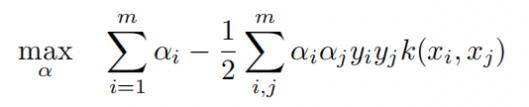 max_α ∑_{i=1}^{m} α_i − 1/2 ∑_{i,j}^{m} α_i α_j y_i y_j k(x_i, x_j)